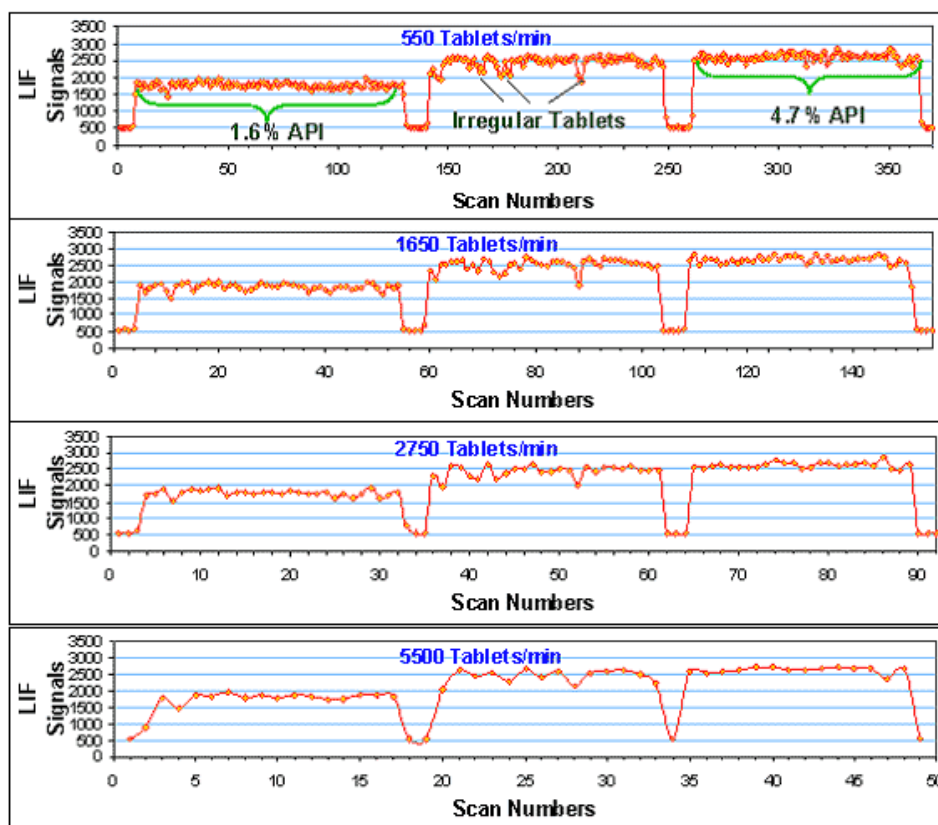 550 Tablets/min
LIF
Signals
3500
3000
2500
2000
1500
1000
500
0
1.6% API
Irregular Tablets
4.7% API
0 50 100 150 200 250 300 350
Scan Numbers
1650 Tablets/min
LIF
Signals
3500
3000
2500
2000
1500
1000
500
0
0 20 40 60 80 100 120 140
Scan Numbers
2750 Tablets/min
LIF
Signals
3500
3000
2500
2000
1500
1000
500
0
0 10 20 30 40 50 60 70 80 90
Scan Numbers
5500 Tablets/min
LIF
Signals
3500
3000
2500
2000
1500
1000
500
0
0 5 10 15 20 25 30 35 40 45 50
Scan Numbers